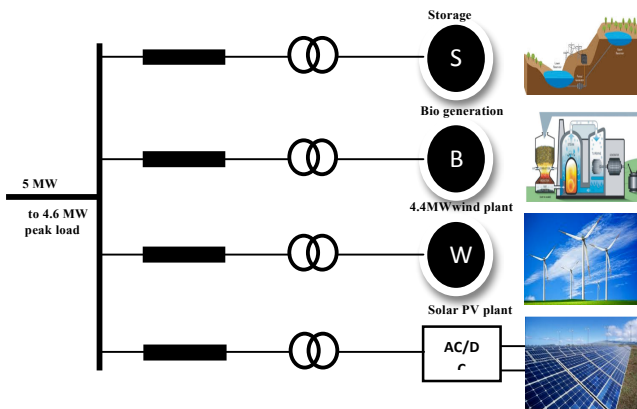 Storage
S
Bio generation
B
5 MW
to 4.6 MW
peak load
4.4MWwind plant
W
Solar PV plant
AC/D
C